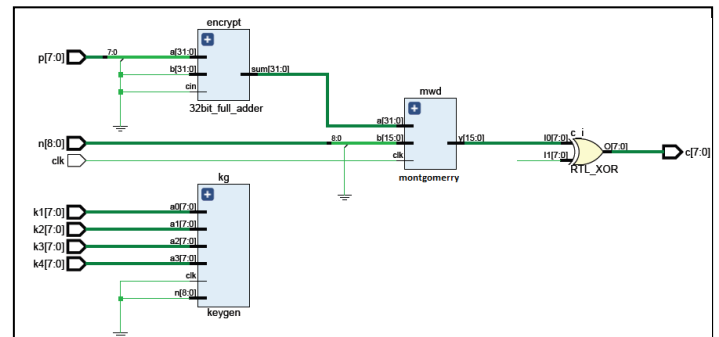 encrypt
p[7:0]
7:0
a[31:0]
b[31:0]
cin
sum[31:0]
32bit_full_adder
mwd
n[8:0]
8:0
a[31:0]
b[15:0]
clk
y[15:0]
montgomerry
clk
c_i
I0[7:0]
I1[7:0]
O[7:0]
RTL_XOR
c[7:0]
kg
k1[7:0]
k2[7:0]
k3[7:0]
k4[7:0]
a0[7:0]
a1[7:0]
a2[7:0]
a3[7:0]
clk
n[8:0]
keygen